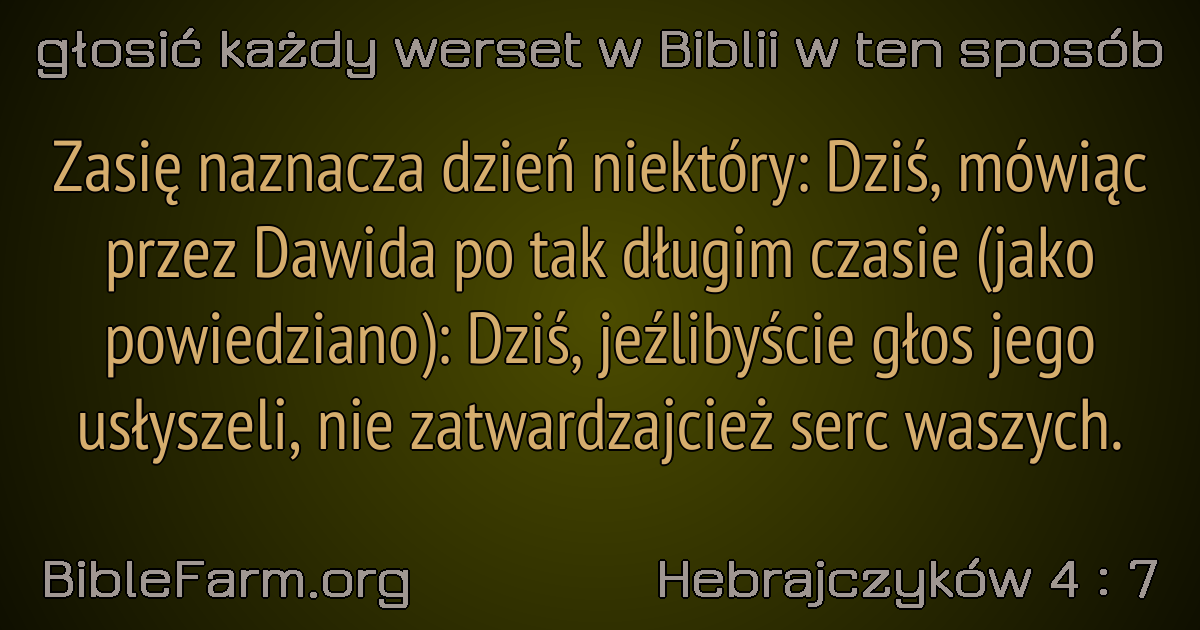 głosić każdy werset w Biblii w ten sposób
Zasię naznacza dzień niektóry: Dziś, mówiąc
przez Dawida po tak długim czasie (jako
powiedziano): Dziś, jeźlibyście głos jego
usłyszeli, nie zatwardzajcież serc waszych.
BibleFarm.org
Hebrajczyków 4 : 7